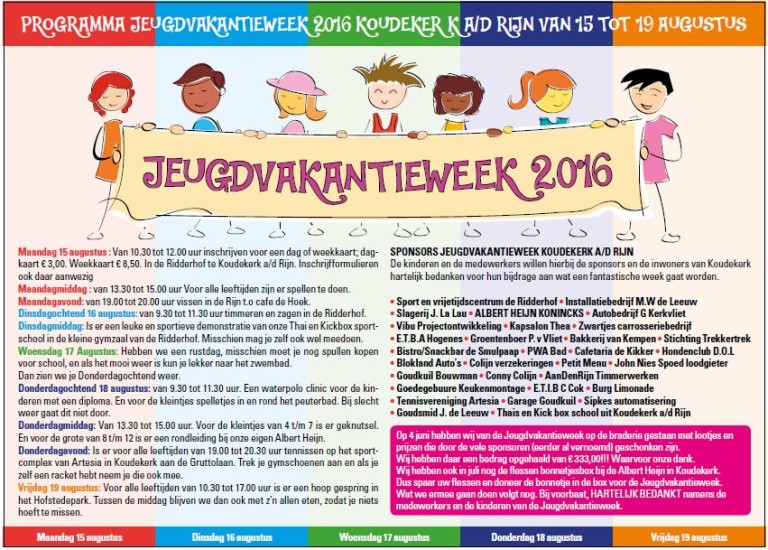 PROGRAMMA JEUGDVAKANTIEWEEK 2016 KOUDEKERK A/D RIJN VAN 15 TOT 19 AUGUSTUS
JEUGDVAKANTIEWEEK 2016
Maandag 15 augustus : Van 10.30 tot 12.00 uur inschrijven voor een dag of weekkaart; dag-
kaart € 3,00. Weekkaart € 8,50. In de Ridderhof te Koudekerk a/d Rijn. Inschrijfformulieren
ook daar aanwezig
Maandagmiddag : van 13.30 tot 15.00 uur Voor alle leeftijden zijn er spellen te doen.
Maandagavond: van 19.00 tot 20.00 uur vissen in de Rijn t.o cafe de Hoek.
Dinsdagochtend 16 augustus: van 9.30 tot 11.30 uur timmeren en zagen in de Ridderhof.
Dinsdagmiddag: Is er een leuke en sportieve demonstratie van onze Thai en Kickbox sport-
school in de kleine gymzaal van de Ridderhof. Misschien mag je zelf ook wel meedoen.
Woensdag 17 Augustus: Hebben we een rustdag, misschien moet je nog spullen kopen
voor school, en als het mooi weer is kun je lekker naar het zwembad.
Dan zien we je Donderdagochtend weer.
Donderdagochtend 18 augustus: van 9.30 tot 11.30 uur. Een waterpolo clinic voor de kin-
deren met een diploma. En voor de kleintjes spelletjes in en rond het peuterbad. Bij slecht
weer gaat dit niet door.
Donderdagmiddag: Van 13.30 tot 15.00 uur. Voor de kleintjes van 4 t/m 7 is er geknutsel.
En voor de grote van 8 t/m 12 is er een rondleiding bij onze eigen Albert Heijn.
Donderdagavond: Is er voor alle leeftijden van 19.00 tot 20.30 uur tennissen op het sport-
complex van Artesia in Koudekerk aan de Gruttolaan. Trek je gymschoenen aan en als je
zelf een racket hebt neem je die ook mee.
Vrijdag 19 augustus: Voor alle leeftijden van 10.30 tot 17.00 uur is er een hoop gespring in
het Hofstedepark. Tussen de middag blijven we dan ook met z'n allen eten, zodat je niets
hoeft te missen.
SPONSORS JEUGDVAKANTIEWEEK KOUDEKERK A/D RIJN
De kinderen en de medewerkers willen hierbij de sponsors en de inwoners van Koudekerk
hartelijk bedanken voor hun bijdrage aan wat een fantastische week gaat worden.
• Sport en vrijetijdscentrum de Ridderhof • Installatiebedrijf M.W de Leeuw
• Slagerij J. La Lau • ALBERT HEIJN KONINCKS • Autobedrijf G Kerkvliet
• Vibu Projectontwikkeling • Kapsalon Thea • Zwartjes carrosseriebedrijf
• E.T.B.A Hogenes • Groentenboer P. v Vliet • Bakkerij van Kempen • Stichting Trekkertrek
• Bistro/Snackbar de Smulpaap • PWA Bad • Cafetaria de Kikker • Hondenclub D.O.L
• Blokland Auto's • Colijn verzekeringen • Petit Menu • John Nies Spoed loodgieter
• Goudkuil Bouwman • Conny Colijn • AanDenRijn Timmerwerken
• Goedegebuure Keukenmontage • E.T.I.B C Cok • Burg Limonade
• Tennisvereniging Artesia • Garage Goudkuil • Sipkes automatisering
• Goudsmid J. de Leeuw • Thais en Kick box school uit Koudekerk a/d Rijn
Op 4 juni hebben wij van de Jeugdvakantieweek op de braderie gestaan met lootjes en
prijzen die door de vele sponsoren (eerder al vernoemd) geschonken zijn.
Wij hebben daar een bedrag opgehaald van € 333,00!!! Waarvoor onze dank.
Wij hebben ook in juli nog de flessen bonnetjesbox bij de Albert Heijn in Koudekerk.
Dus spaar uw flessen en doneer de bonnetje in de box voor de Jeugdvakantieweek.
Wat we ermee gaan doen volgt nog. Bij voorbaat, HARTELIJK BEDANKT namens de
medewerkers en de kinderen van de Jeugdvakantieweek.
Maandag 15 augustus
Dinsdag 16 augustus
Woensdag 17 augustus
Donderdag 18 augustus
Vrijdag 19 augustus